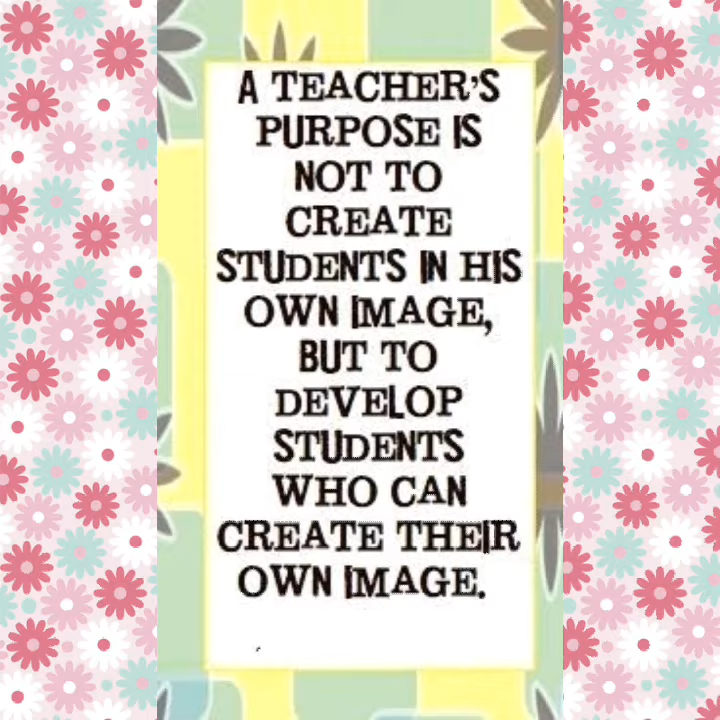 A TEACHER'S
PURPOSE IS
NOT TO
CREATE
STUDENTS IN HIS
OWN IMAGE,
BUT TO
DEVELOP
STUDENTS
WHO CAN
CREATE THEIR
OWN IMAGE.